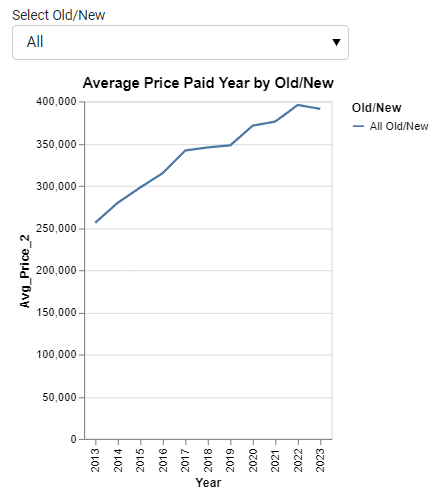 Select Old/New
All
Average Price Paid Year by Old/New
Old/New
All Old/New
400,000
350,000
300,000
250,000
200,000
150,000
100,000
50,000
0
Avg_Price_2
2013
2014
2015
2016
2017
2018
2019
2020
2021
2022
2023
Year